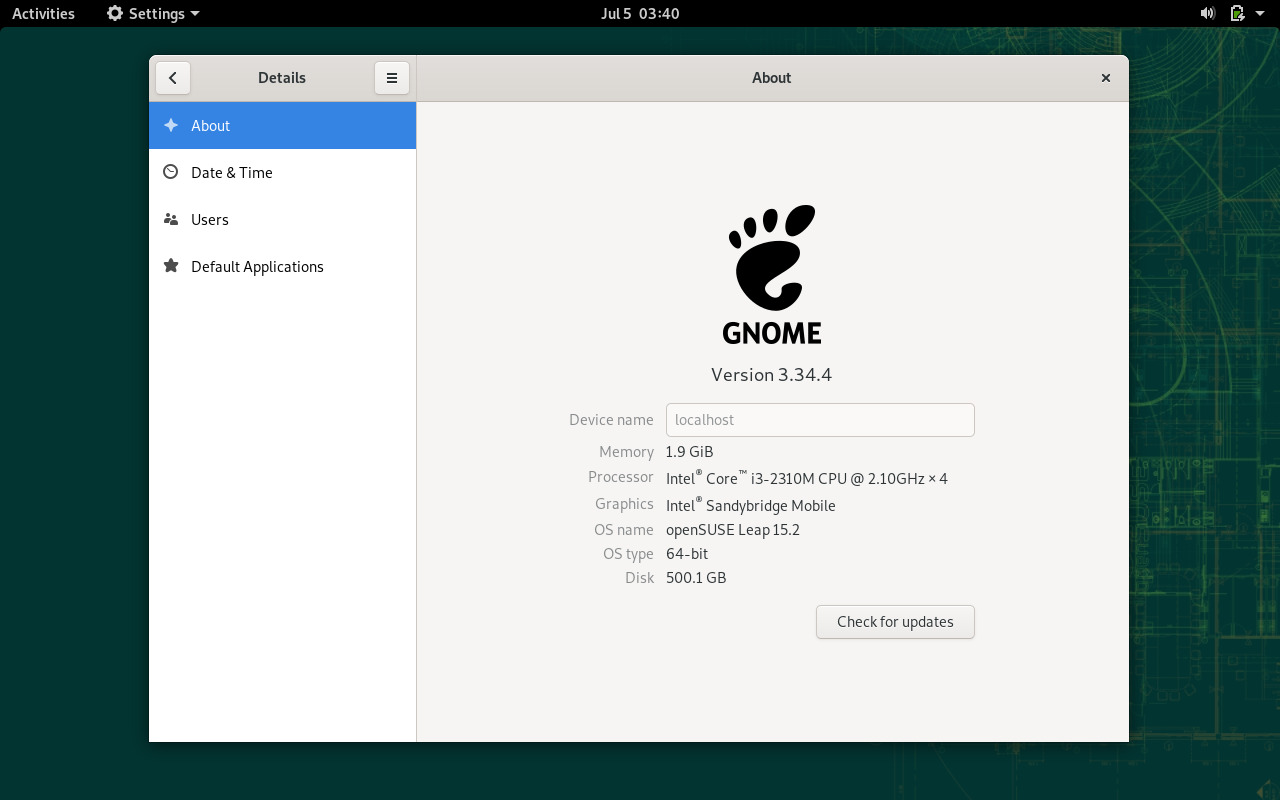 Activities Settings Jul 5 03:40
Details About
About
Date & Time
Users
Default Applications
GNOME
Version 3.34.4
Device name localhost
Memory 1.9 GiB
Processor Intel® Core™ i3-2310M CPU @ 2.10GHz × 4
Graphics Intel® Sandybridge Mobile
OS name openSUSE Leap 15.2
OS type 64-bit
Disk 500.1 GB
Check for updates